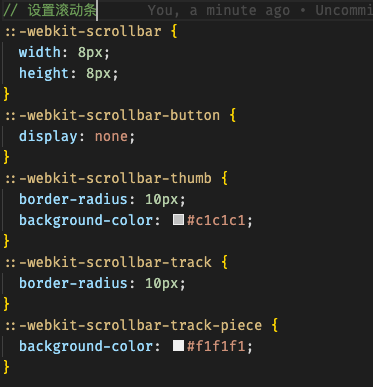 // 设置滚动条 You, a minute ago • Uncommi
::-webkit-scrollbar {
width: 8px;
height: 8px;
}
::-webkit-scrollbar-button {
display: none;
}
::-webkit-scrollbar-thumb {
border-radius: 10px;
background-color: #c1c1c1;
}
::-webkit-scrollbar-track {
border-radius: 10px;
}
::-webkit-scrollbar-track-piece {
background-color: #f1f1f1;
}